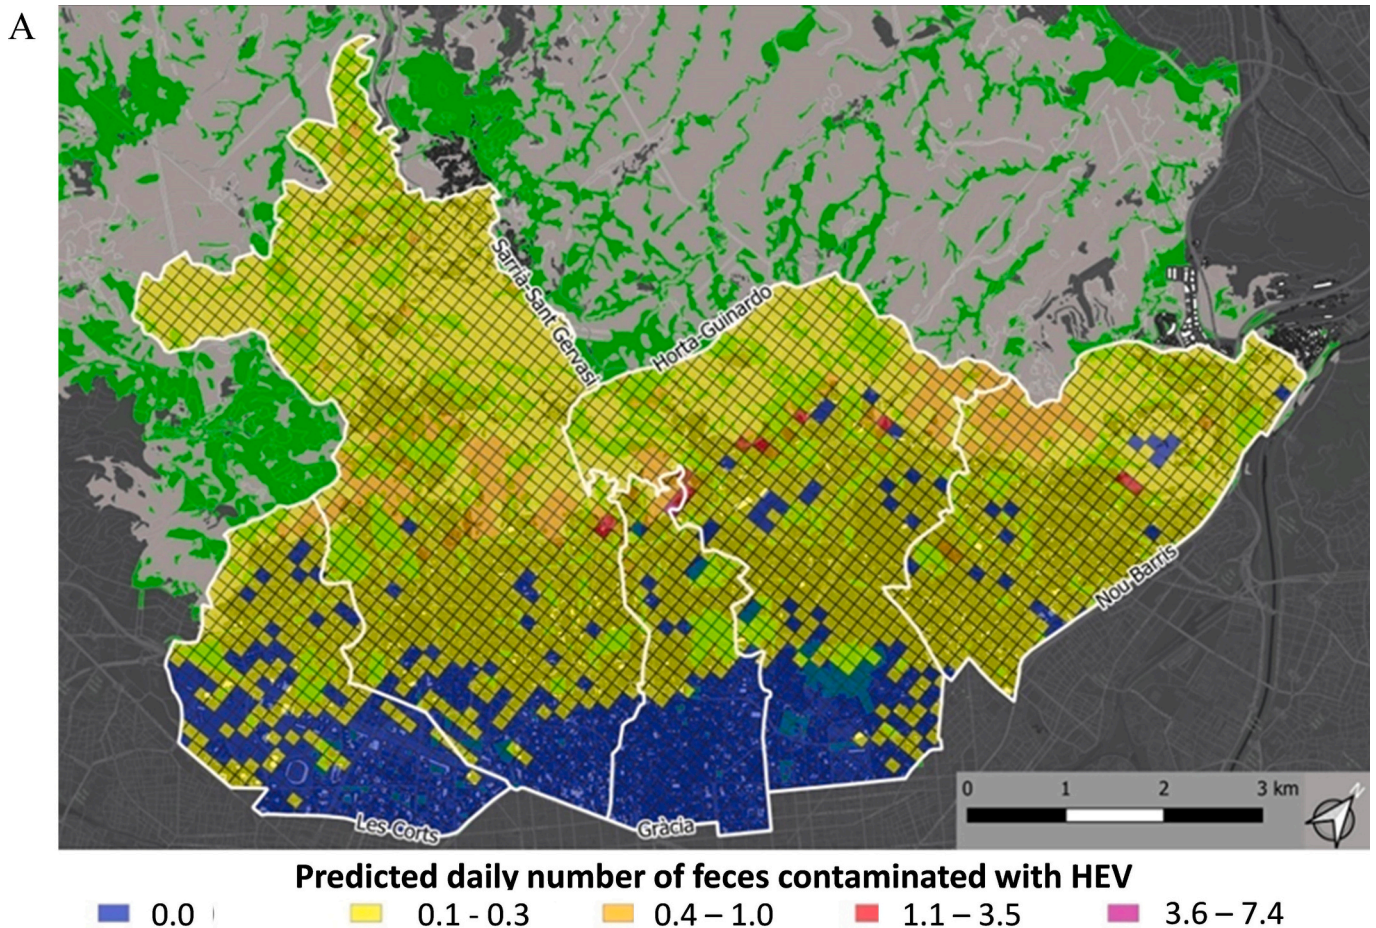 A
Sarrià-Sant Gervasi
Horta-Guinardo
Nou Barris
Les Corts
Gràcia
0 1 2 3 km
N
Predicted daily number of feces contaminated with HEV
0.0 0.1 - 0.3 0.4 – 1.0 1.1 – 3.5 3.6 – 7.4